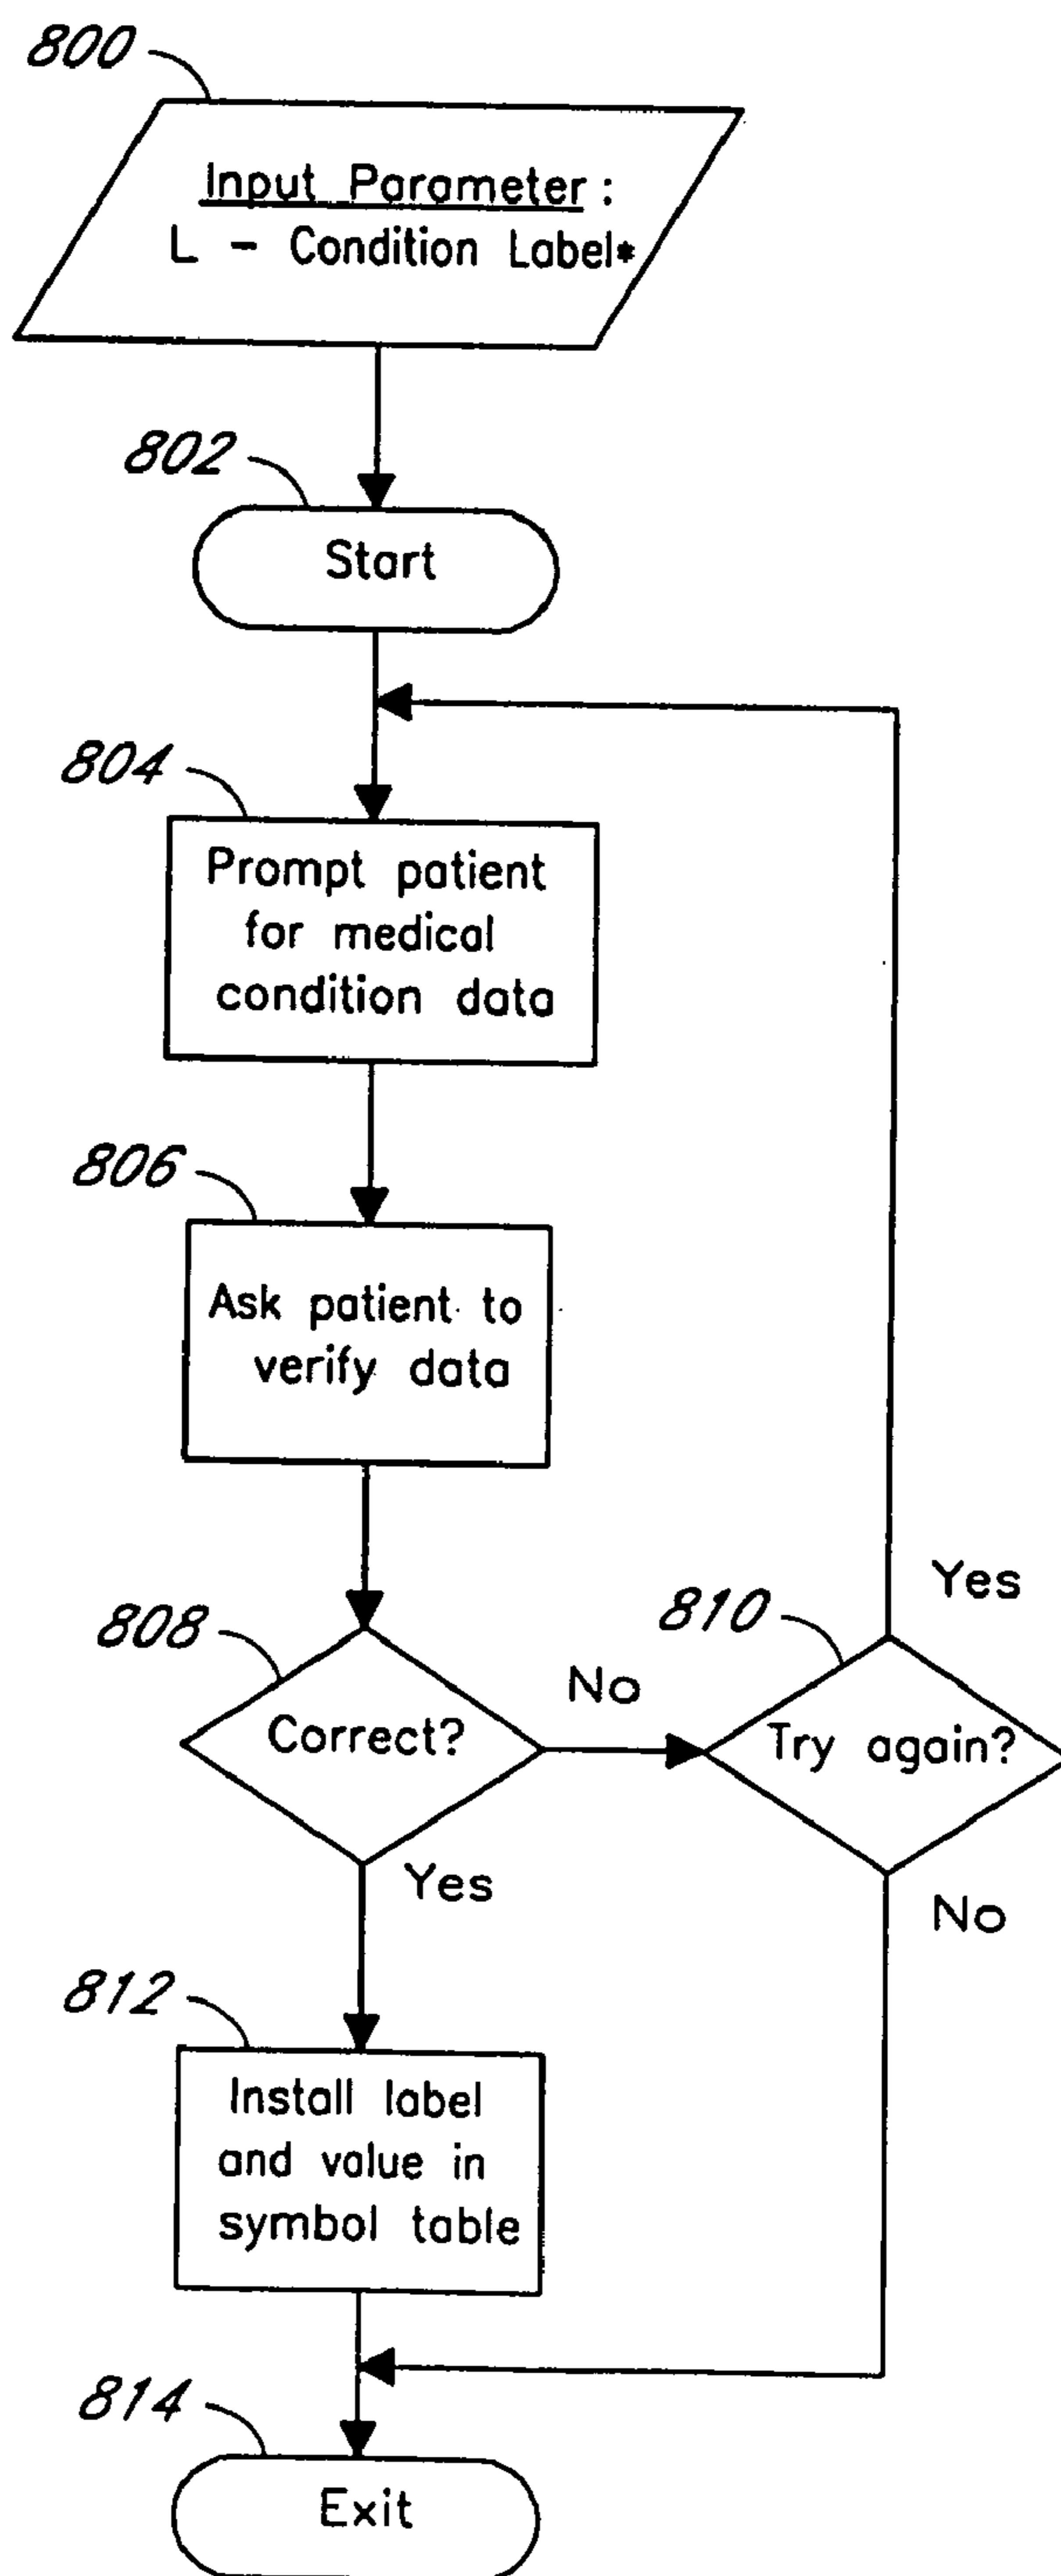 800
Input Parameter :
L - Condition Label*
802
Start
804
Prompt patient
for medical
condition data
806
Ask patient to
verify data
808
Correct?
No
810
Try again?
Yes
Yes
No
812
Install label
and value in
symbol table
814
Exit